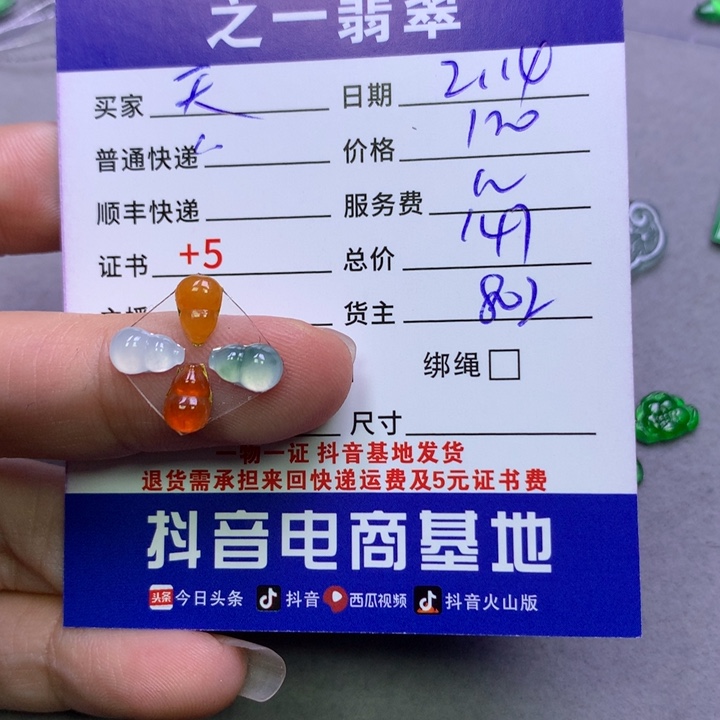 之一翡翠
买家 天 日期 2.14
普通快递 价格 120
顺丰快递 服务费
证书 +5 总价 147
货主 802
绑绳
尺寸
一物一证 抖音基地发货
退货需承担来回快递运费及5元证书费
抖音电商基地
头条 今日头条 抖音 西瓜视频 抖音火山版